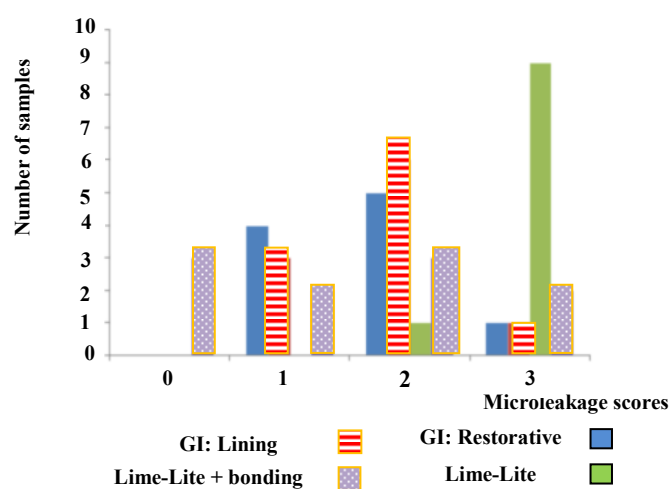 10
9
8
7
6
5
4
3
2
1
0
Number of samples
0 1 2 3
Microleakage scores
GI: Lining GI: Restorative
Lime-Lite + bonding Lime-Lite